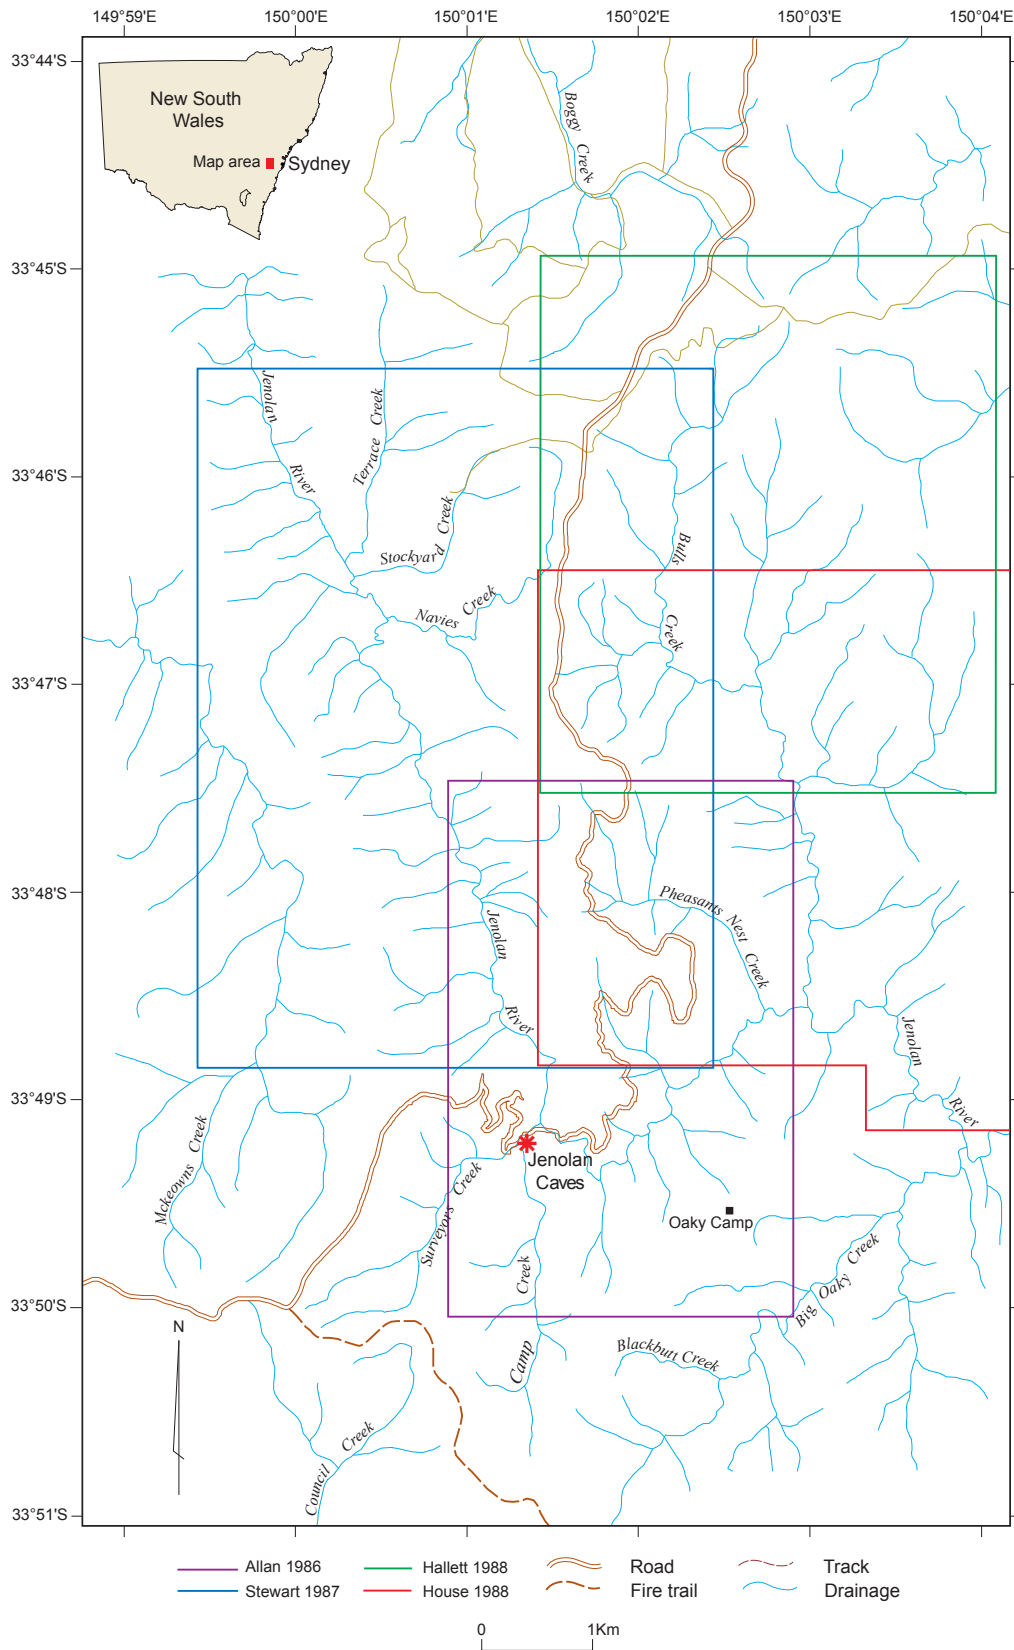 149°59'E 150°00'E 150°01'E 150°02'E 150°03'E 150°04'E
33°44'S
New South
Wales
Map area
Sydney
Boggy Creek
33°45'S
Jenolan
River
Terrace Creek
33°46'S
Stockyard Creek
Bulls
Creek
Navies Creek
33°47'S
33°48'S
Pheasants Nest Creek
Jenolan
River
Jenolan
River
33°49'S
Mckeowns Creek
Surveyors Creek
Jenolan
Caves
Oaky Camp
Camp Creek
Big Oaky Creek
33°50'S
N
Blackbutt Creek
Council Creek
33°51'S
Allan 1986
Hallett 1988
Road
Track
Stewart 1987
House 1988
Fire trail
Drainage
0 1Km